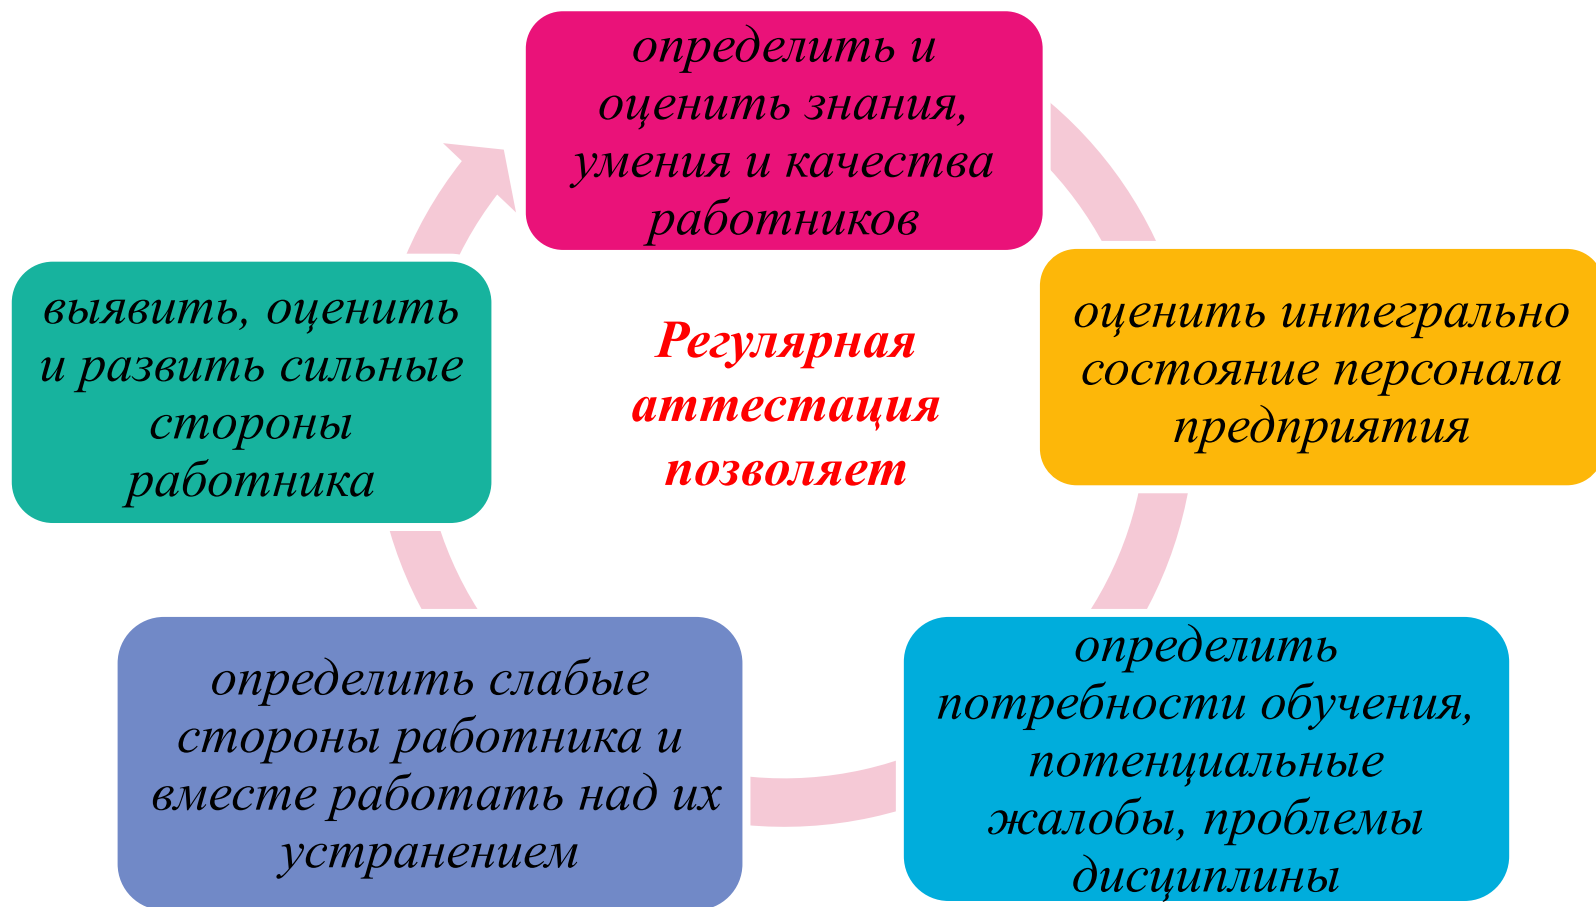 определить и
оценить знания,
умения и качества
работников
оценить интегрально
состояние персонала
предприятия
определить
потребности обучения,
потенциальные
жалобы, проблемы
дисциплины
определить слабые
стороны работника и
вместе работать над их
устранением
выявить, оценить
и развить сильные
стороны
работника
Регулярная
аттестация
позволяет